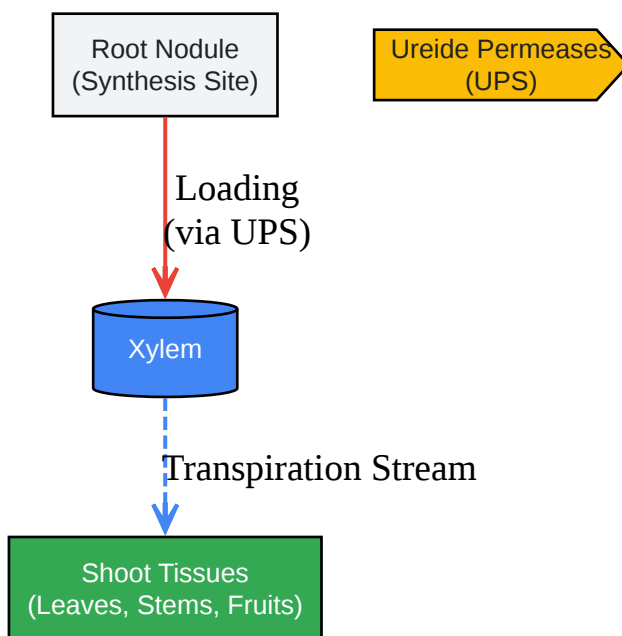 Root Nodule
(Synthesis Site)
Ureide Permeases
(UPS)
Loading
(via UPS)
Xylem
Transpiration Stream
Shoot Tissues
(Leaves, Stems, Fruits)